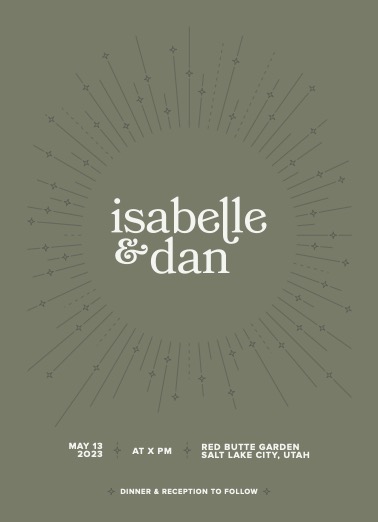 isabelle
& dan
MAY 13
2023
AT X PM
RED BUTTE GARDEN
SALT LAKE CITY, UTAH
DINNER & RECEPTION TO FOLLOW